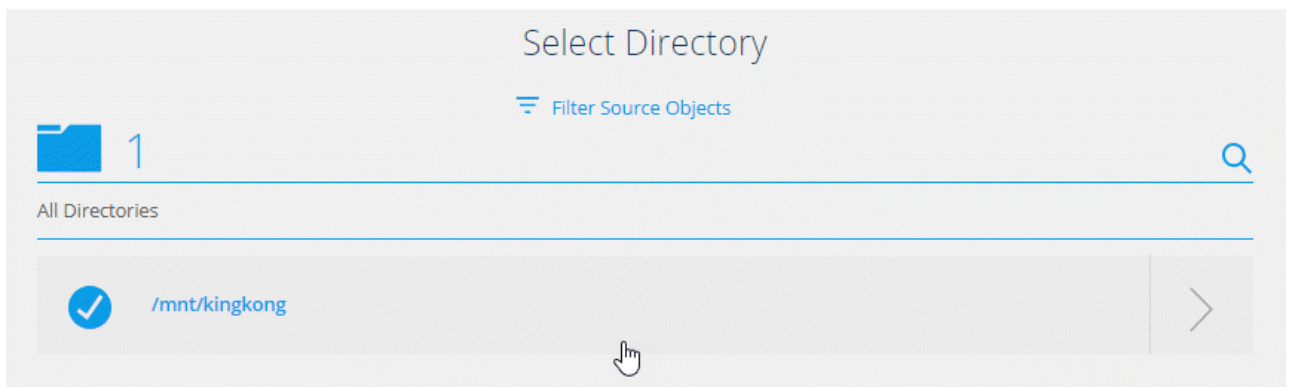 Select Directory
Filter Source Objects
1
All Directories
/mnt/kingkong